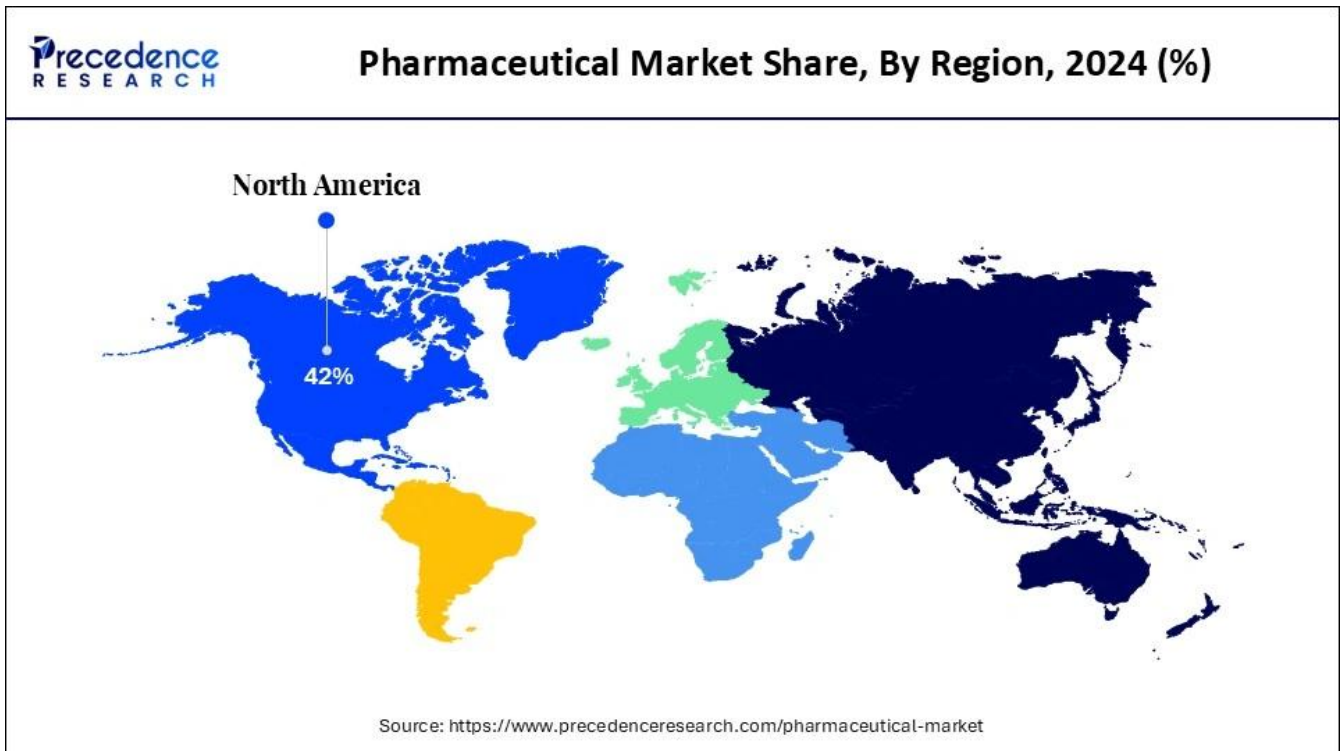 Precedence
RESEARCH
Pharmaceutical Market Share, By Region, 2024 (%)
North America
42%
Source: https://www.precedenceresearch.com/pharmaceutical-market